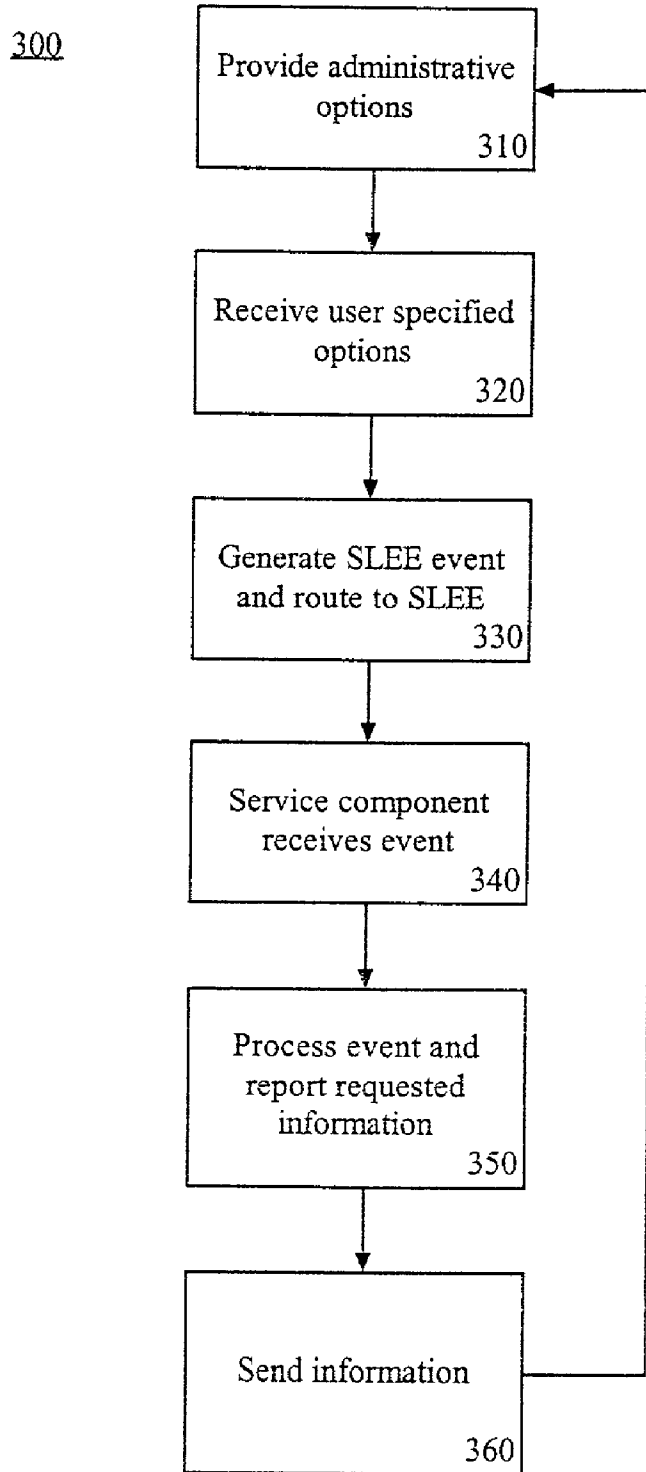 300
Provide administrative
options
310
Receive user specified
options
320
Generate SLEE event
and route to SLEE
330
Service component
receives event
340
Process event and
report requested
information
350
Send information
360